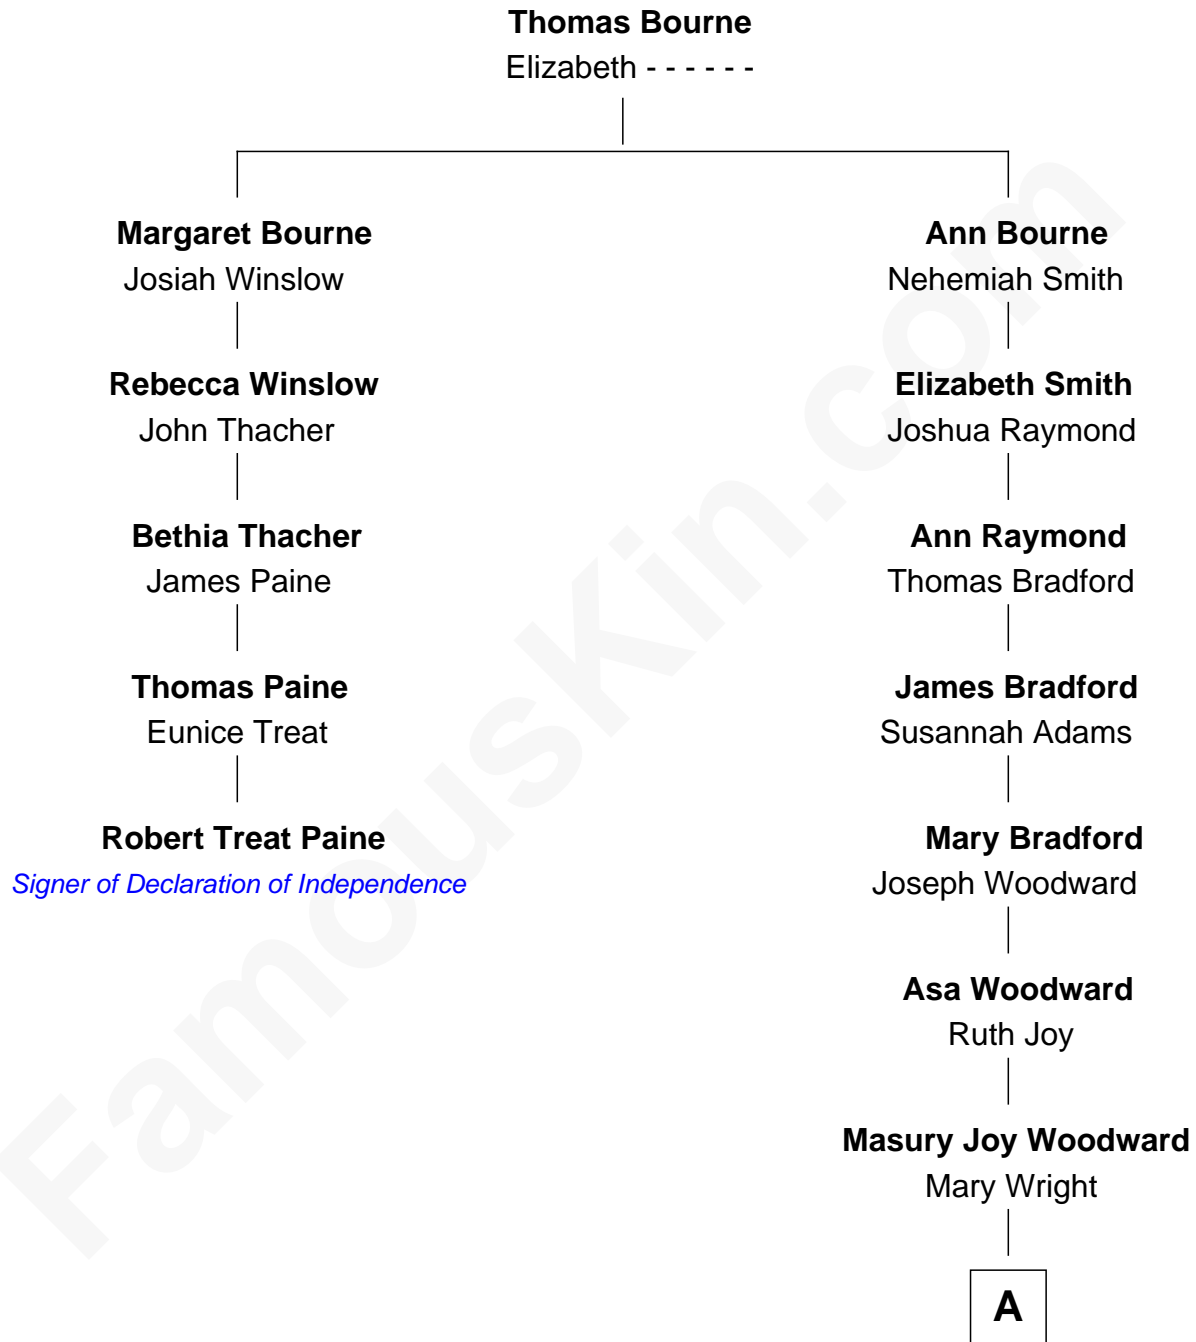 Thomas Bourne
Elizabeth - - - - - -
Margaret Bourne
Josiah Winslow
Rebecca Winslow
John Thacher
Bethia Thacher
James Paine
Thomas Paine
Eunice Treat
Robert Treat Paine
Signer of Declaration of Independence
Ann Bourne
Nehemiah Smith
Elizabeth Smith
Joshua Raymond
Ann Raymond
Thomas Bradford
James Bradford
Susannah Adams
Mary Bradford
Joseph Woodward
Asa Woodward
Ruth Joy
Masury Joy Woodward
Mary Wright
A
FamousKin.com